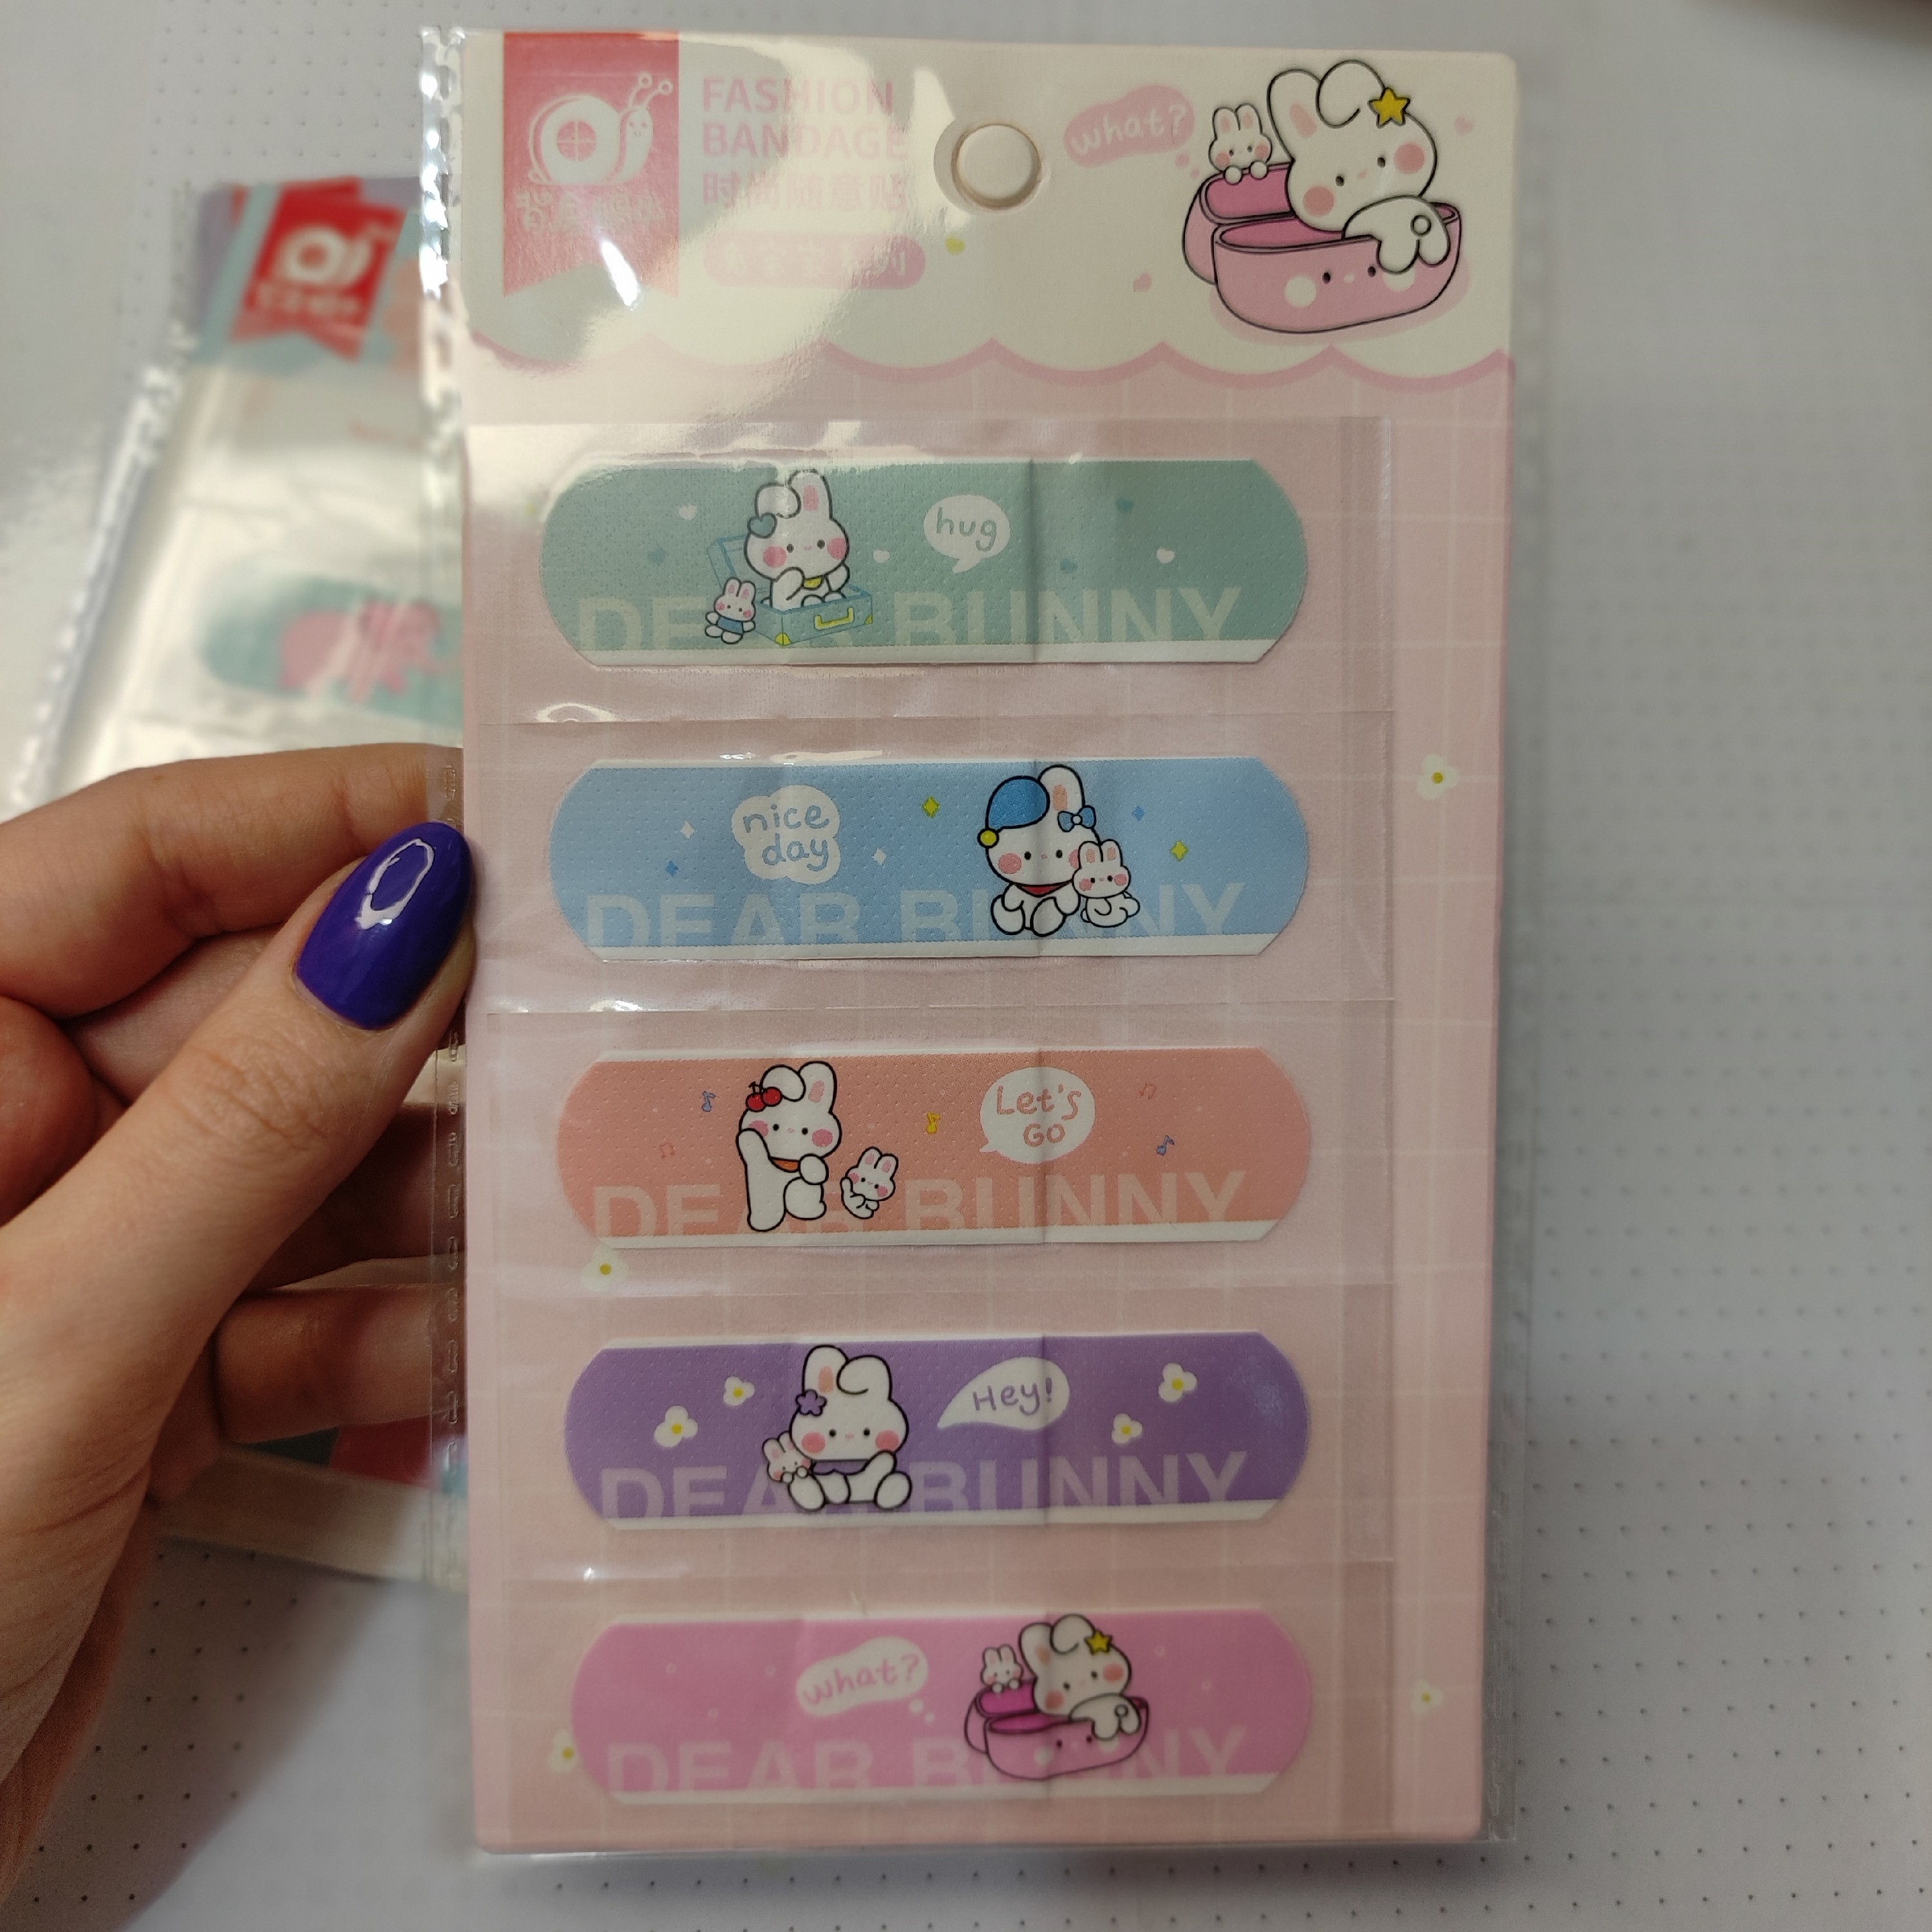 FASHION
BANDAGE
时尚随意贴
what?
hug
DEAR BUNNY
nice
day
DEAR BUNNY
Let's
GO
DEAR BUNNY
Hey!
DEAR BUNNY
what?
DEAR BUNNY